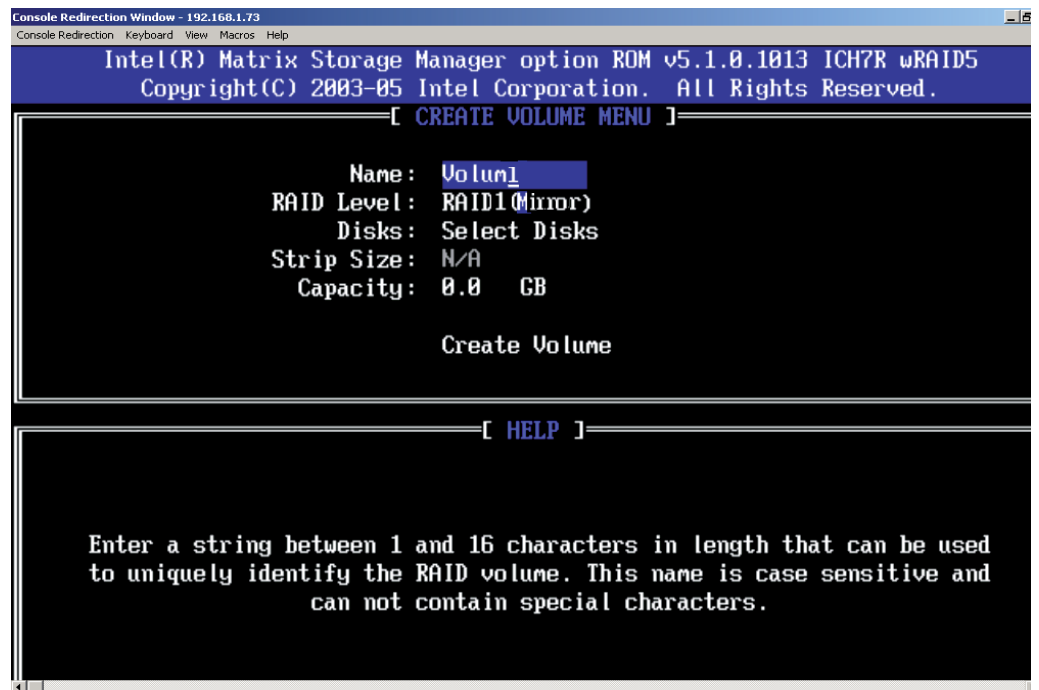 Console Redirection Window - 192.168.1.73
Console Redirection Keyboard View Macros Help
Intel(R) Matrix Storage Manager option ROM v5.1.0.1013 ICH7R wRAID5
Copyright(C) 2003-05 Intel Corporation. All Rights Reserved.
[ CREATE VOLUME MENU ]
Name: Volum1
RAID Level: RAID1(Mirror)
Disks: Select Disks
Strip Size: N/A
Capacity: 0.0 GB
Create Volume
[ HELP ]
Enter a string between 1 and 16 characters in length that can be used
to uniquely identify the RAID volume. This name is case sensitive and
can not contain special characters.